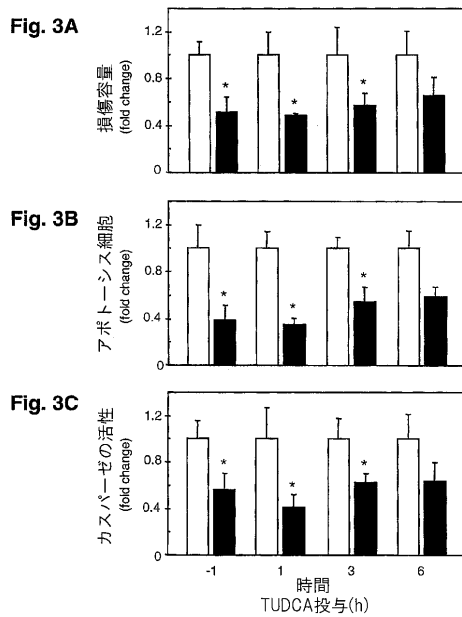 Fig. 3A
損傷容量
(fold change)
1.2
0.8
0.4
0
*
*
*
Fig. 3B
アポトーシス細胞
(fold change)
1.2
0.8
0.4
0
*
*
*
Fig. 3C
カスパーゼの活性
(fold change)
1.2
0.8
0.4
0
*
*
*
-1
1
3
6
時間
TUDCA投与(h)